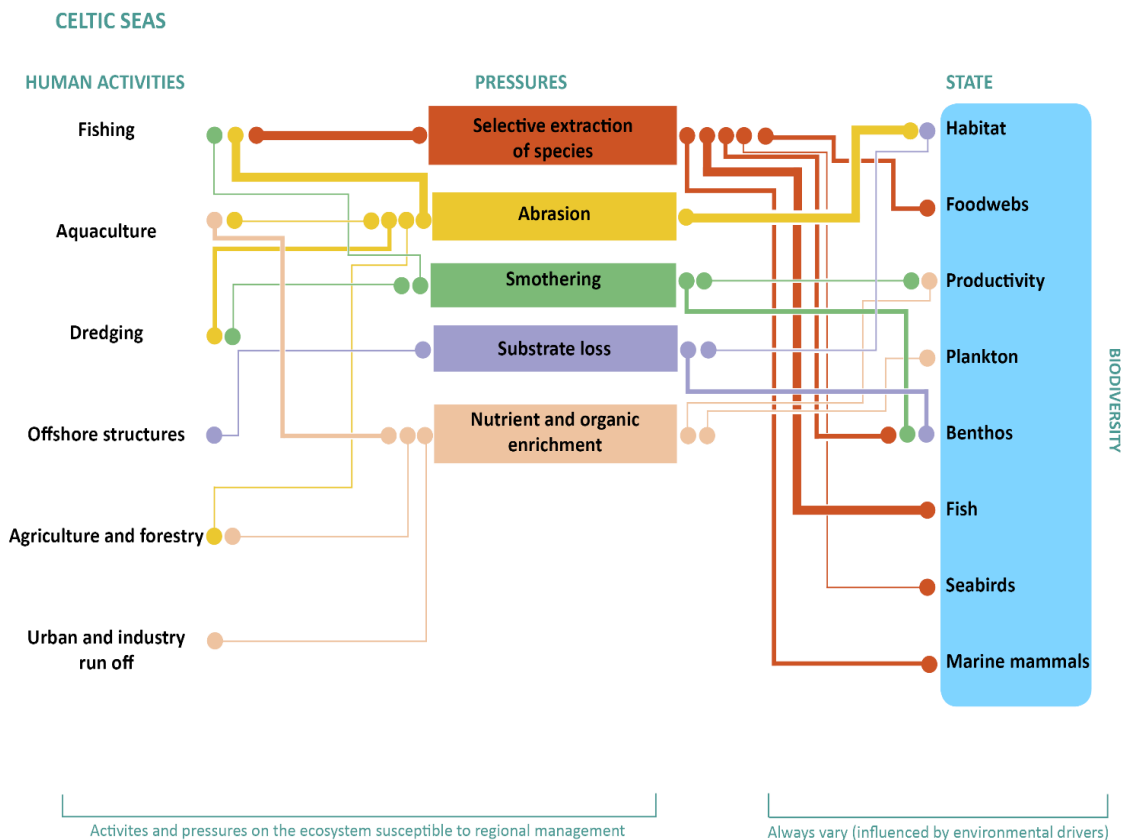 CELTIC SEAS
HUMAN ACTIVITIES
PRESSURES
STATE
Fishing
Aquaculture
Dredging
Offshore structures
Agriculture and forestry
Urban and industry
run off
Selective extraction
of species
Abrasion
Smothering
Substrate loss
Nutrient and organic
enrichment
Habitat
Foodwebs
Productivity
Plankton
Benthos
Fish
Seabirds
Marine mammals
BIODIVERSITY
Activites and pressures on the ecosystem susceptible to regional management
Always vary (influenced by environmental drivers)